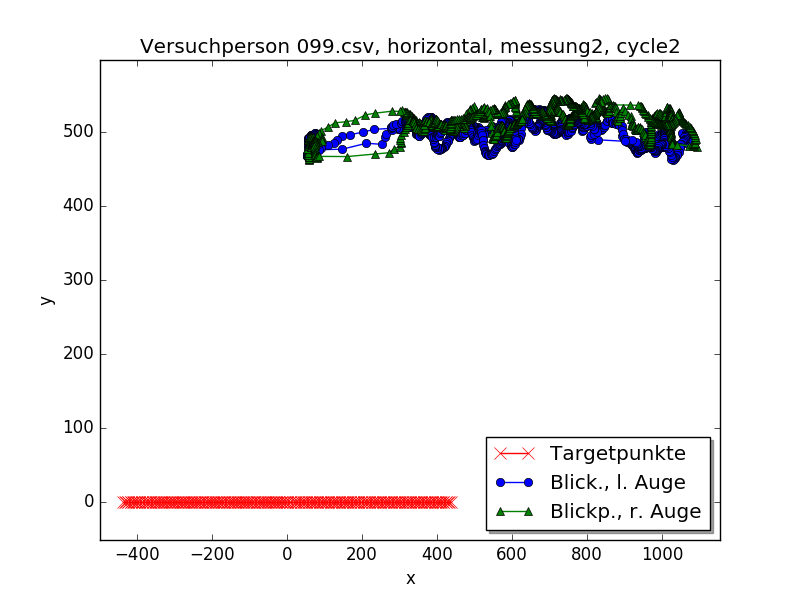 Versuchperson 099.csv, horizontal, messung2, cycle2
y
500
400
300
200
100
0
−400 −200 0 200 400 600 800 1000
x
Targetpunkte
Blick., l. Auge
Blickp., r. Auge